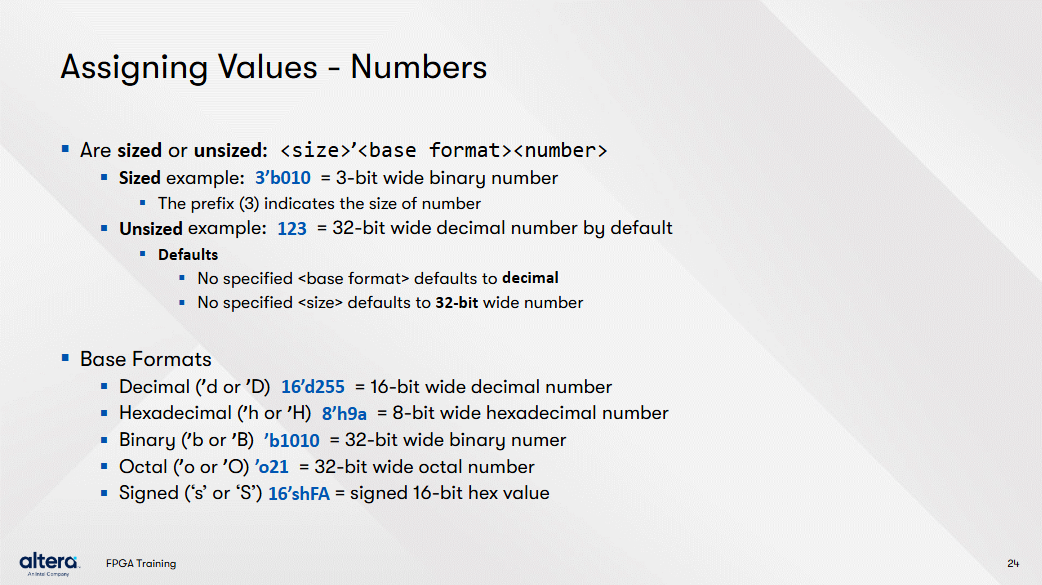 Assigning Values - Numbers
▪ Are sized or unsized: <size>’<base format><number>
▪ Sized example: 3’b010 = 3-bit wide binary number
▪ The prefix (3) indicates the size of number
▪ Unsized example: 123 = 32-bit wide decimal number by default
▪ Defaults
▪ No specified <base format> defaults to decimal
▪ No specified <size> defaults to 32-bit wide number
▪ Base Formats
▪ Decimal (’d or ’D) 16’d255 = 16-bit wide decimal number
▪ Hexadecimal (’h or ’H) 8’h9a = 8-bit wide hexadecimal number
▪ Binary (’b or ’B) ’b1010 = 32-bit wide binary numer
▪ Octal (’o or ’O) ’o21 = 32-bit wide octal number
▪ Signed (‘s’ or ‘S’) 16’shFA = signed 16-bit hex value
altera.
An Intel Company
FPGA Training
24